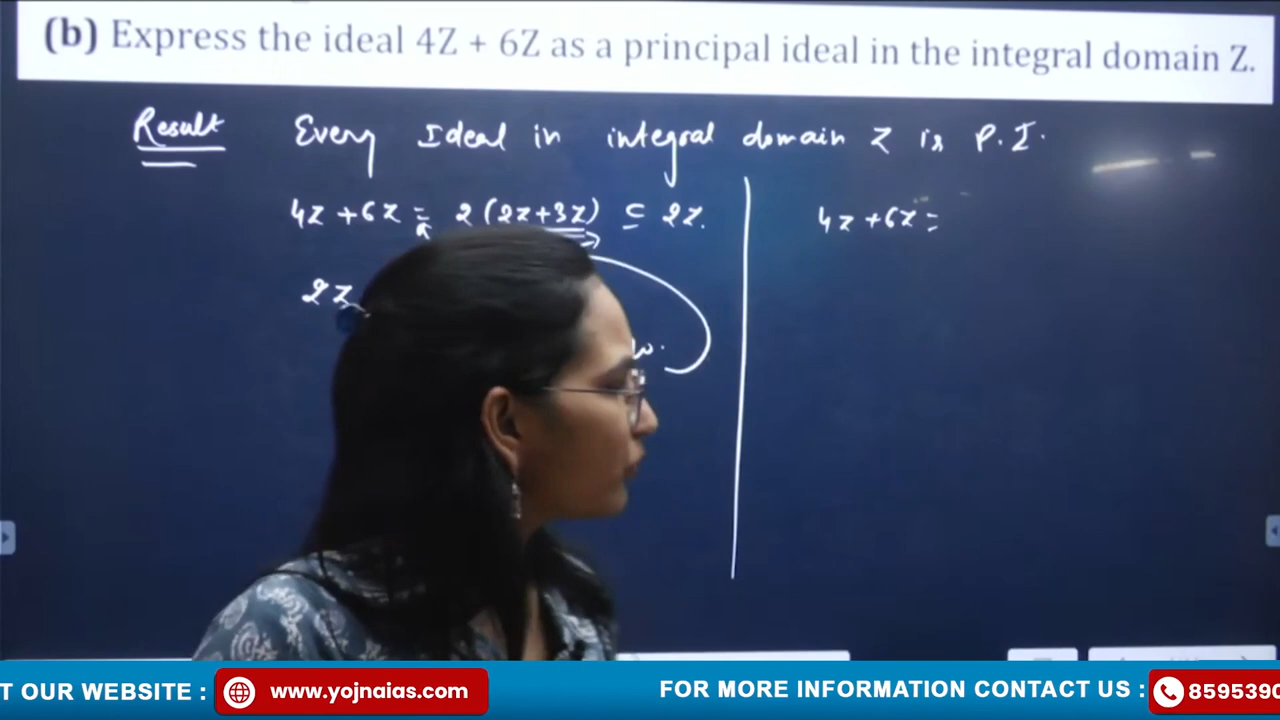 (b) Express the ideal 4Z + 6Z as a principal ideal in the integral domain Z.
Result Every Ideal in integral domain Z is P.I.
4Z + 6Z = 2 (2Z+3Z) ⊆ 2Z.
2Z
4Z + 6Z =
T OUR WEBSITE : www.yojnaias.com FOR MORE INFORMATION CONTACT US : 8595390